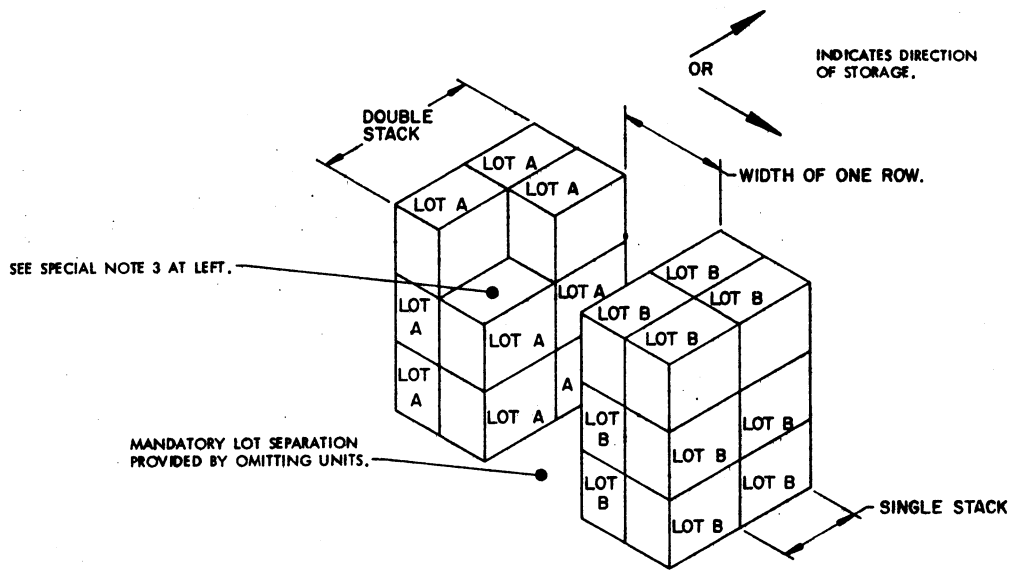 INDICATES DIRECTION
OF STORAGE.
OR
DOUBLE
STACK
WIDTH OF ONE ROW.
LOT A
LOT A
LOT A
SEE SPECIAL NOTE 3 AT LEFT.
LOT B
LOT B
LOT B
LOT B
LOT A
LOT
A
LOT A
LOT
A
A
LOT A
LOT
B
LOT B
LOT B
MANDATORY LOT SEPARATION
PROVIDED BY OMITTING UNITS.
LOT
B
LOT B
LOT B
SINGLE STACK